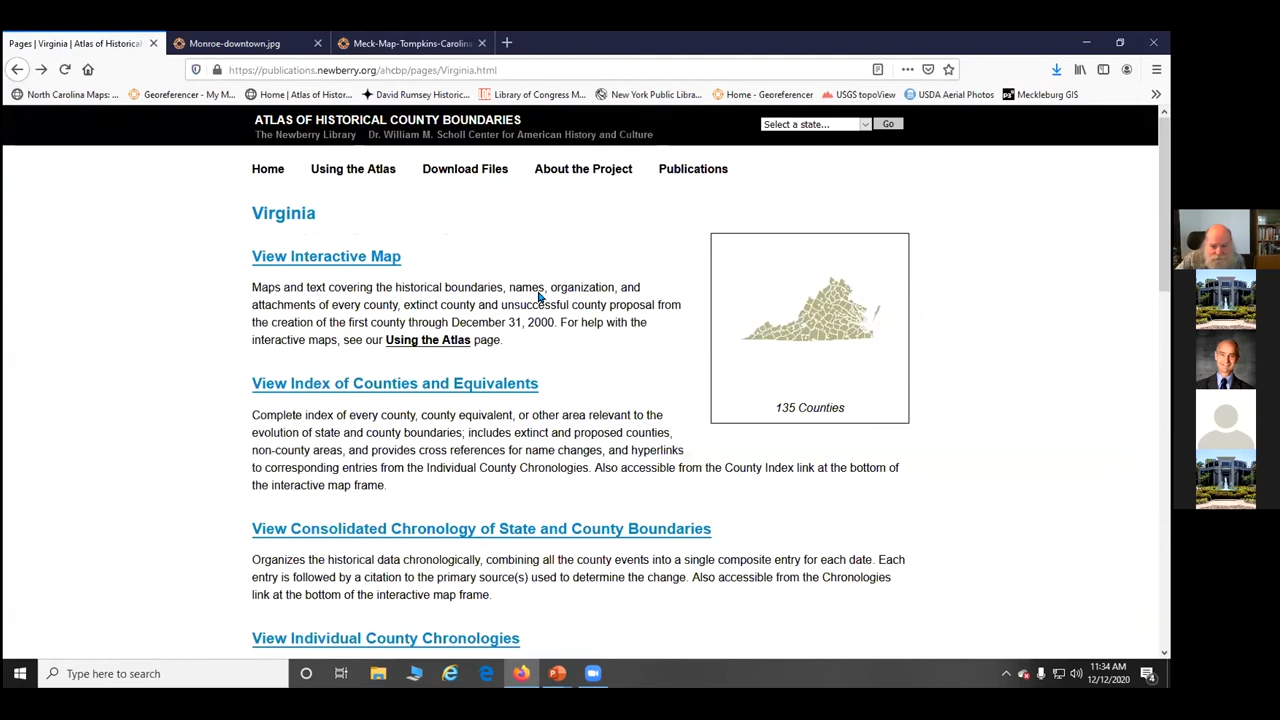 Pages | Virginia | Atlas of Historical
Monroe-downtown.jpg
Meck-Map-Tompkins-Carolina
https://publications.newberry.org/ahcbp/pages/Virginia.html
North Carolina Maps: ...
Georeferencer - My M...
Home | Atlas of Histor...
David Rumsey Historic...
Library of Congress M...
New York Public Libra...
Home - Georeferencer
USGS topoView
USDA Aerial Photos
Meckleburg GIS
ATLAS OF HISTORICAL COUNTY BOUNDARIES
The Newberry Library Dr. William M. Scholl Center for American History and Culture
Select a state... Go
Home Using the Atlas Download Files About the Project Publications
Virginia
View Interactive Map
Maps and text covering the historical boundaries, names, organization, and
attachments of every county, extinct county and unsuccessful county proposal from
the creation of the first county through December 31, 2000. For help with the
interactive maps, see our Using the Atlas page.
135 Counties
View Index of Counties and Equivalents
Complete index of every county, county equivalent, or other area relevant to the
evolution of state and county boundaries; includes extinct and proposed counties,
non-county areas, and provides cross references for name changes, and hyperlinks
to corresponding entries from the Individual County Chronologies. Also accessible from the County Index link at the bottom of
the interactive map frame.
View Consolidated Chronology of State and County Boundaries
Organizes the historical data chronologically, combining all the county events into a single composite entry for each date. Each
entry is followed by a citation to the primary source(s) used to determine the change. Also accessible from the Chronologies
link at the bottom of the interactive map frame.
View Individual County Chronologies
Type here to search
11:34 AM
12/12/2020
4